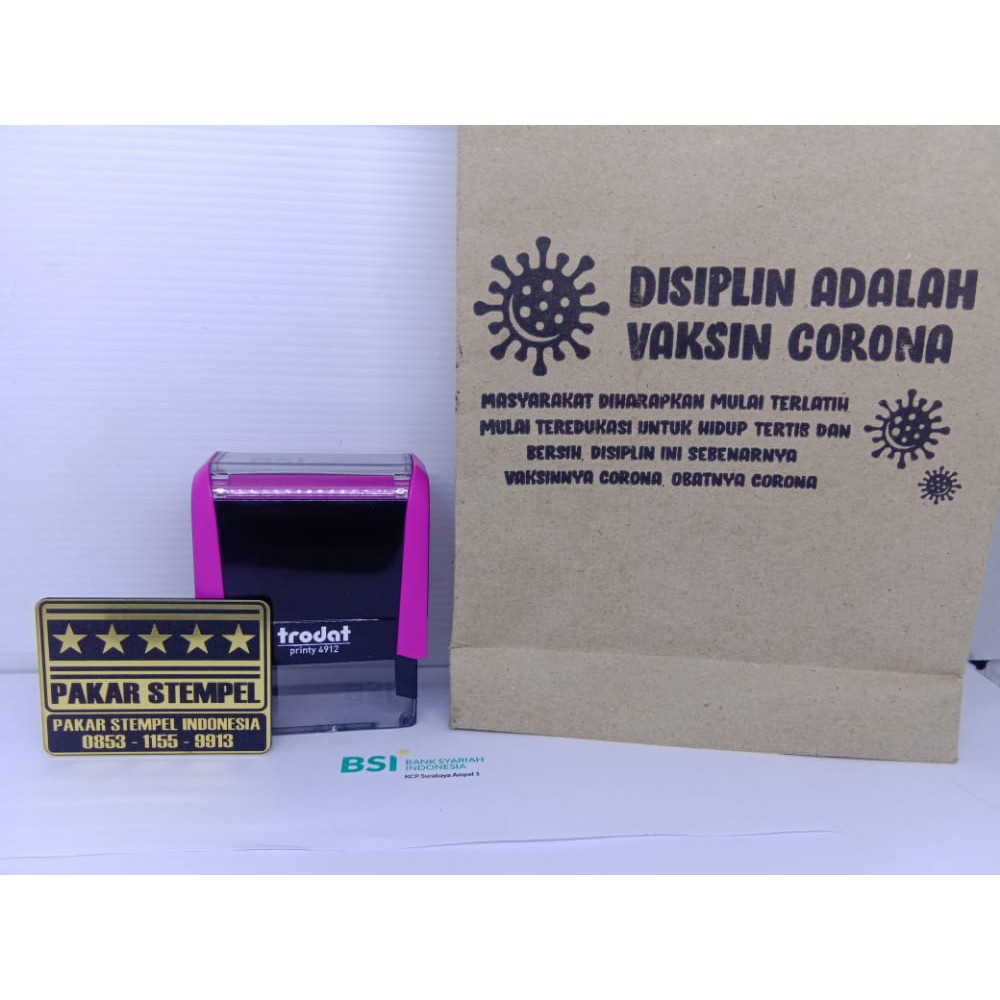 DISIPLIN ADALAH
VAKSIN CORONA
MASYARAKAT DIHARAPKAN MULAI TERLATIH,
MULAI TEREDUKASI UNTUK HIDUP TERTIB DAN
BERSIH, DISIPLIN INI SEBENARNYA
VAKSINNYA CORONA, OBATNYA CORONA
trodat
printy 4912
PAKAR STEMPEL
PAKAR STEMPEL INDONESIA
0853 - 1155 - 9913
BSI BANK SYARIAH
INDONESIA
KCP Surabaya Ampel 1